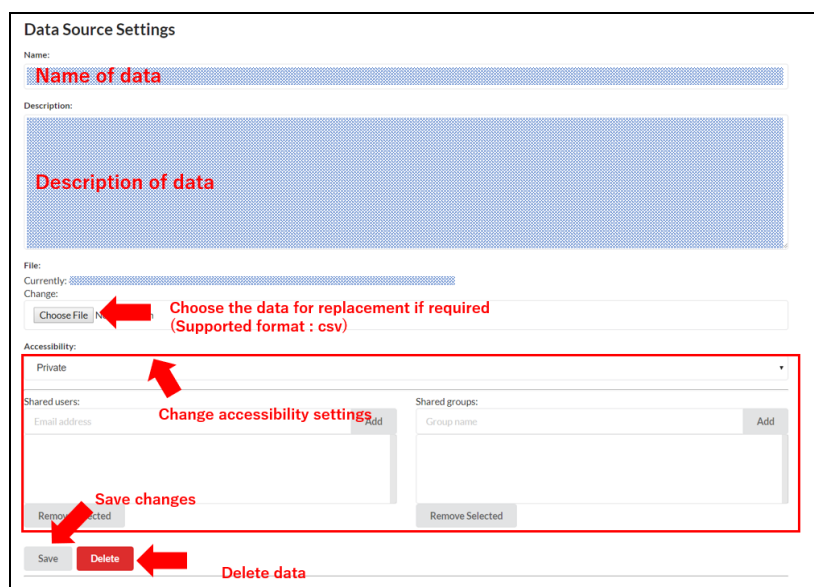 Data Source Settings
Name:
Name of data
Description:
Description of data
File:
Currently:
Change:
Choose File
Choose the data for replacement if required
(Supported format : csv)
Accessibility:
Private
Change accessibility settings
Shared users:
Shared groups:
Email address
Add
Group name
Add
Save changes
Remove Selected
Save
Delete
Delete data